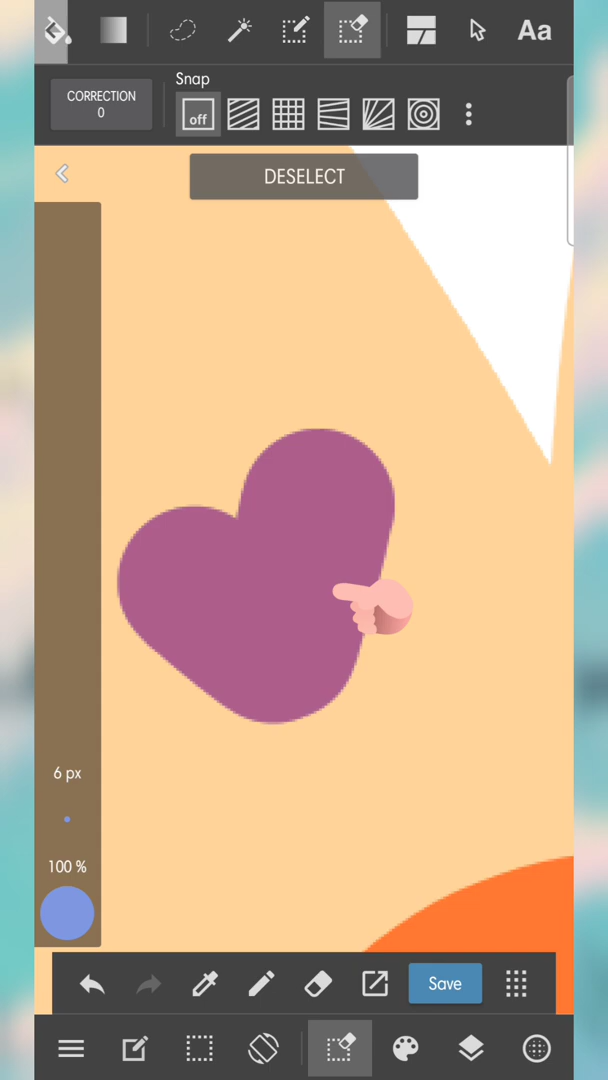 Aa
CORRECTION
0
Snap
off
DESELECT
6 px
100 %
Save